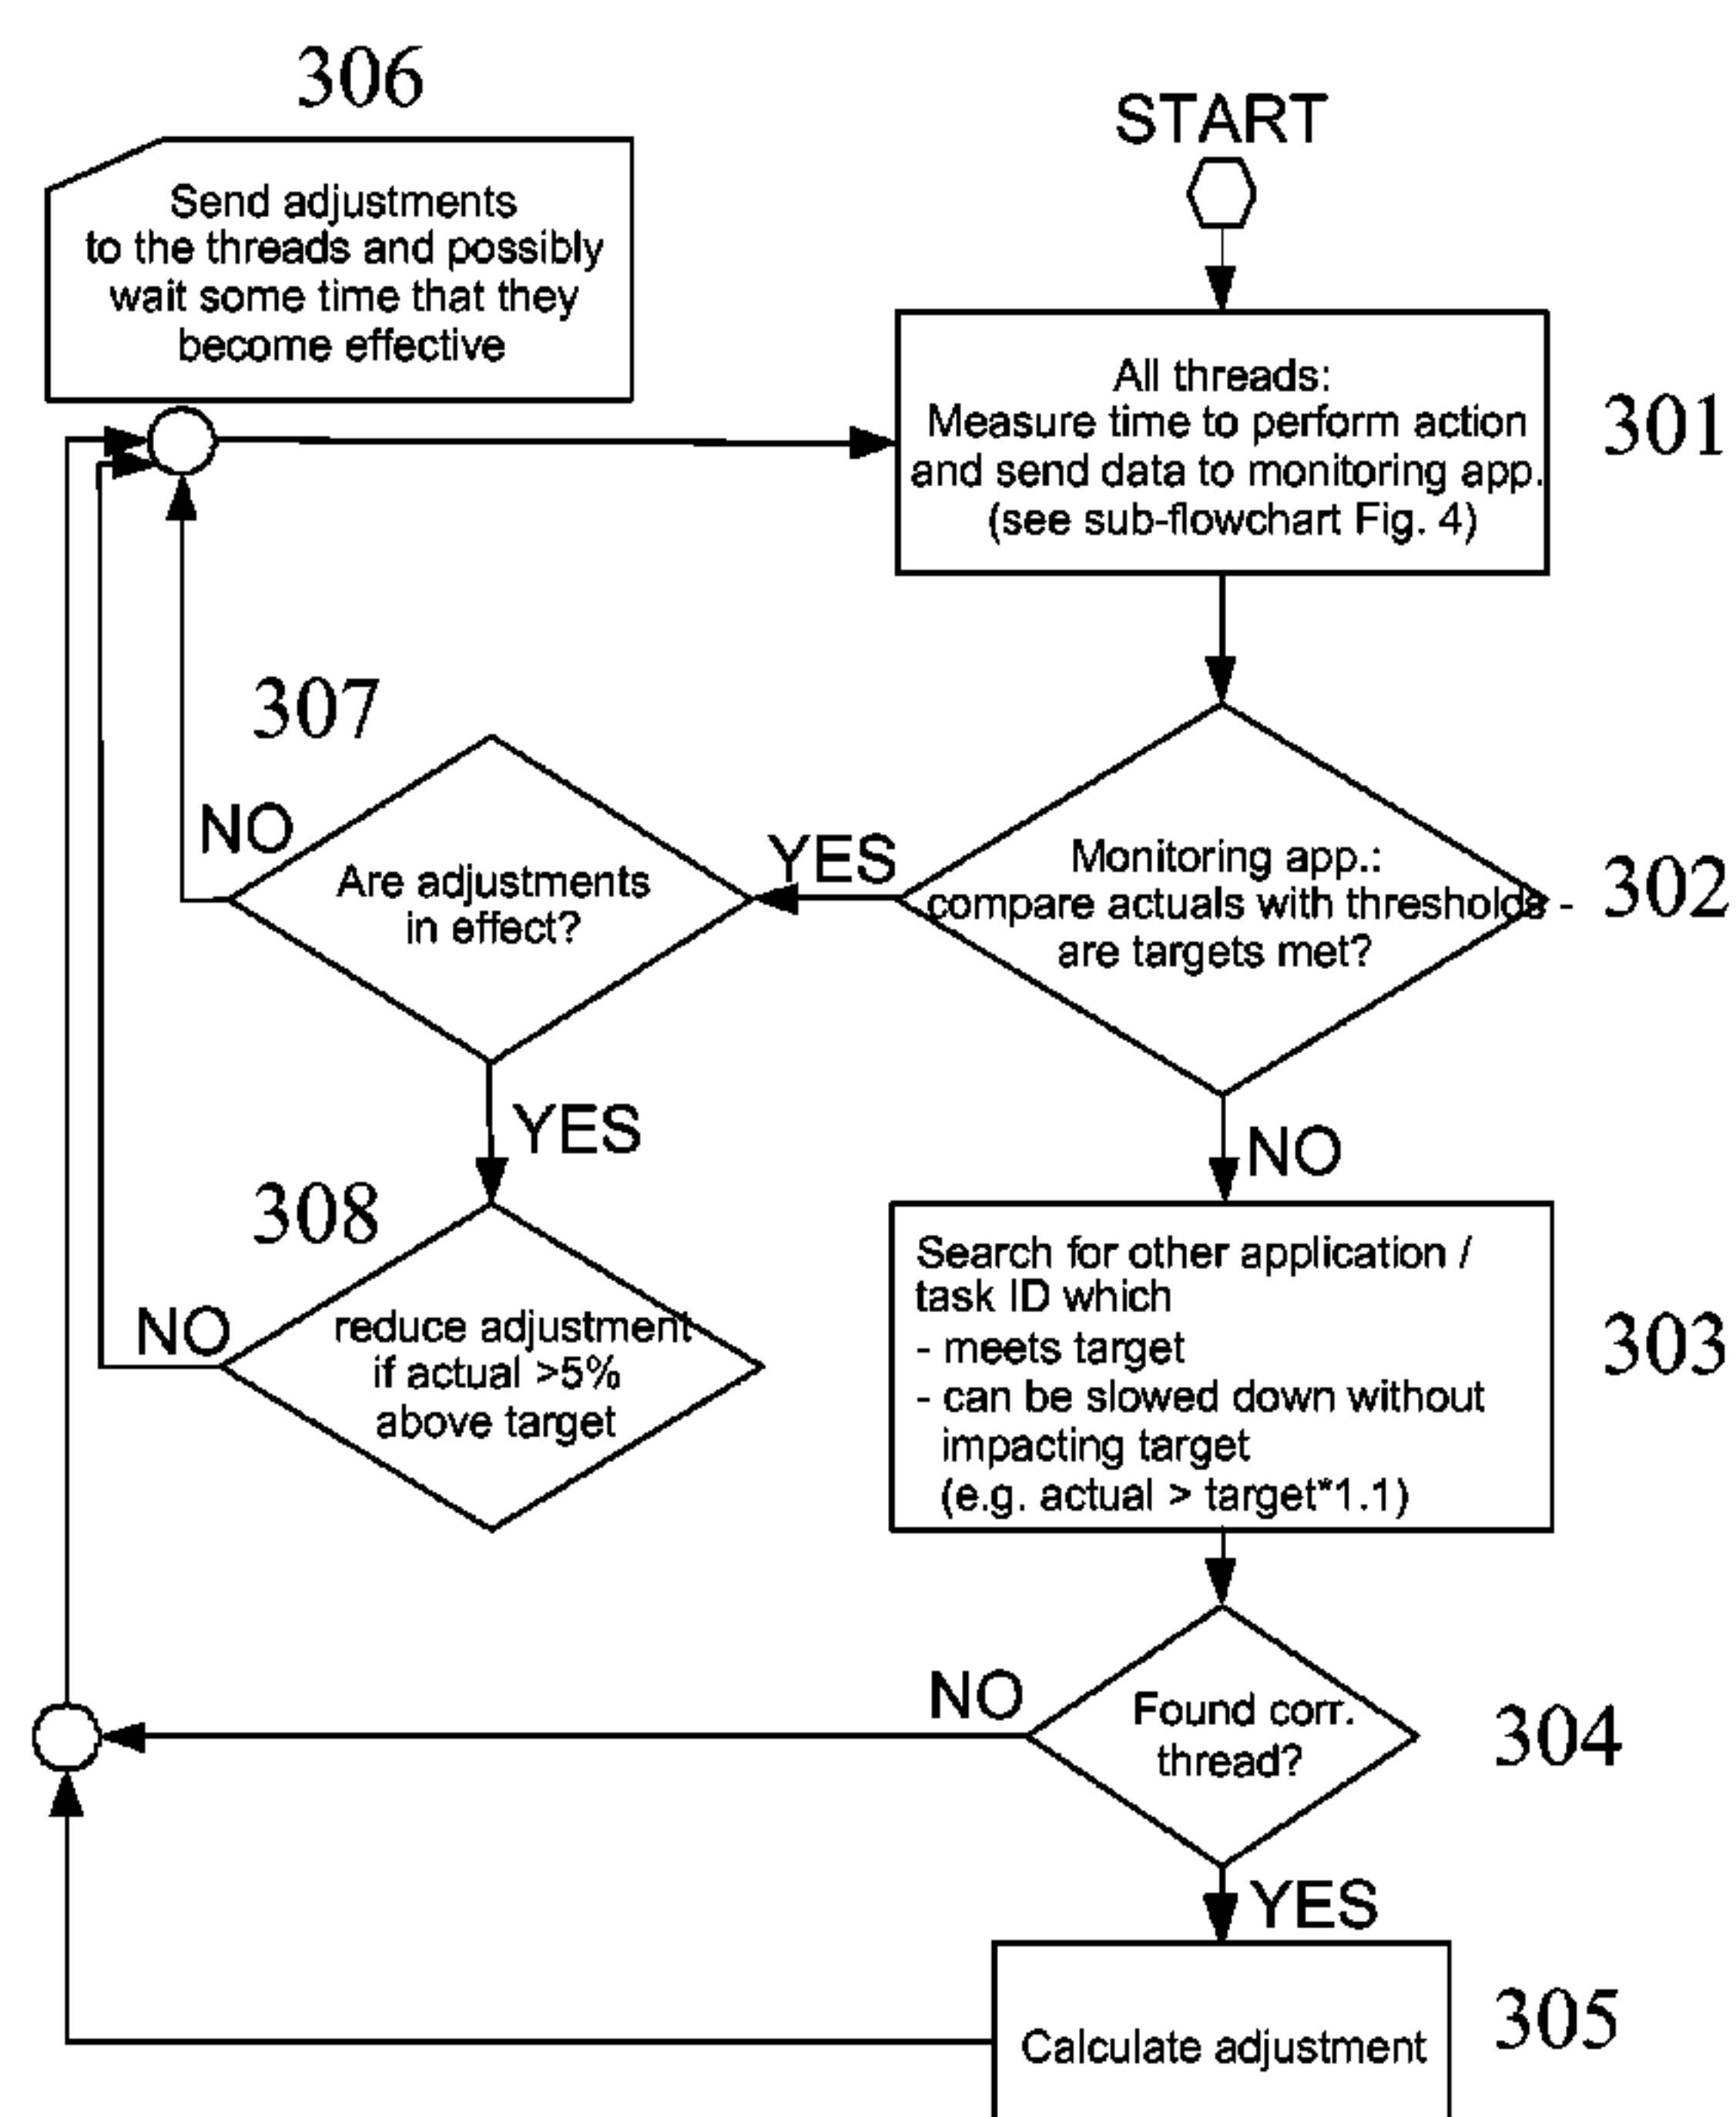 306
START
Send adjustments
to the threads and possibly
wait some time that they
become effective
All threads:
Measure time to perform action
and send data to monitoring app.
(see sub-flowchart Fig. 4)
301
307
NO
Are adjustments
in effect?
YES
Monitoring app.:
compare actuals with thresholds -
are targets met?
302
YES
NO
308
NO
reduce adjustment
if actual >5%
above target
Search for other application /
task ID which
- meets target
- can be slowed down without
impacting target
(e.g. actual > target*1.1)
303
NO
Found corr.
thread?
304
YES
Calculate adjustment
305